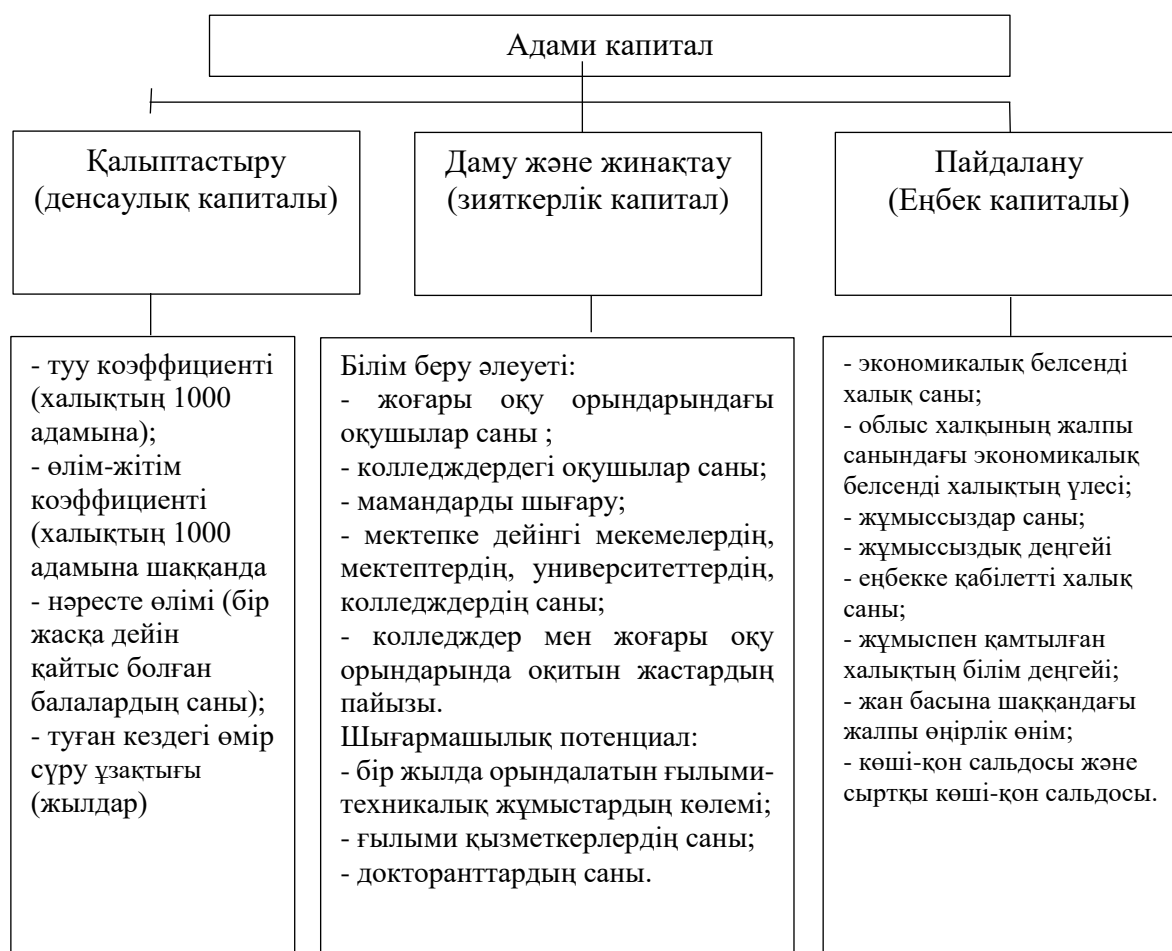 Адами капитал
Қалыптастыру
(денсаулық капиталы)
Даму және жинақтау
(зияткерлік капитал)
Пайдалану
(Еңбек капиталы)
- туу коэффициенті
(халықтың 1000
адамына);
- өлім-жітім
коэффициенті
(халықтың 1000
адамына шаққанда
- нәресте өлімі (бір
жасқа дейін
қайтыс болған
балалардың саны);
- туған кездегі өмір
сүру ұзақтығы
(жылдар)
Білім беру әлеуеті:
- жоғары оқу орындарындағы
оқушылар саны ;
- колледждердегі оқушылар саны;
- мамандарды шығару;
- мектепке дейінгі мекемелердің,
мектептердің, университеттердің,
колледждердің саны;
- колледждер мен жоғары оқу
орындарында оқитын жастардың
пайызы.
Шығармашылық потенциал:
- бір жылда орындалатын ғылыми-
техникалық жұмыстардың көлемі;
- ғылыми қызметкерлердің саны;
- докторанттардың саны.
- экономикалық белсенді
халық саны;
- облыс халқының жалпы
санындағы экономикалық
белсенді халықтың үлесі;
- жұмыссыздар саны;
- жұмыссыздық деңгейі
- еңбекке қабілетті халық
саны;
- жұмыспен қамтылған
халықтың білім деңгейі;
- жан басына шаққандағы
жалпы өңірлік өнім;
- көші-қон сальдосы және
сыртқы көші-қон сальдосы.